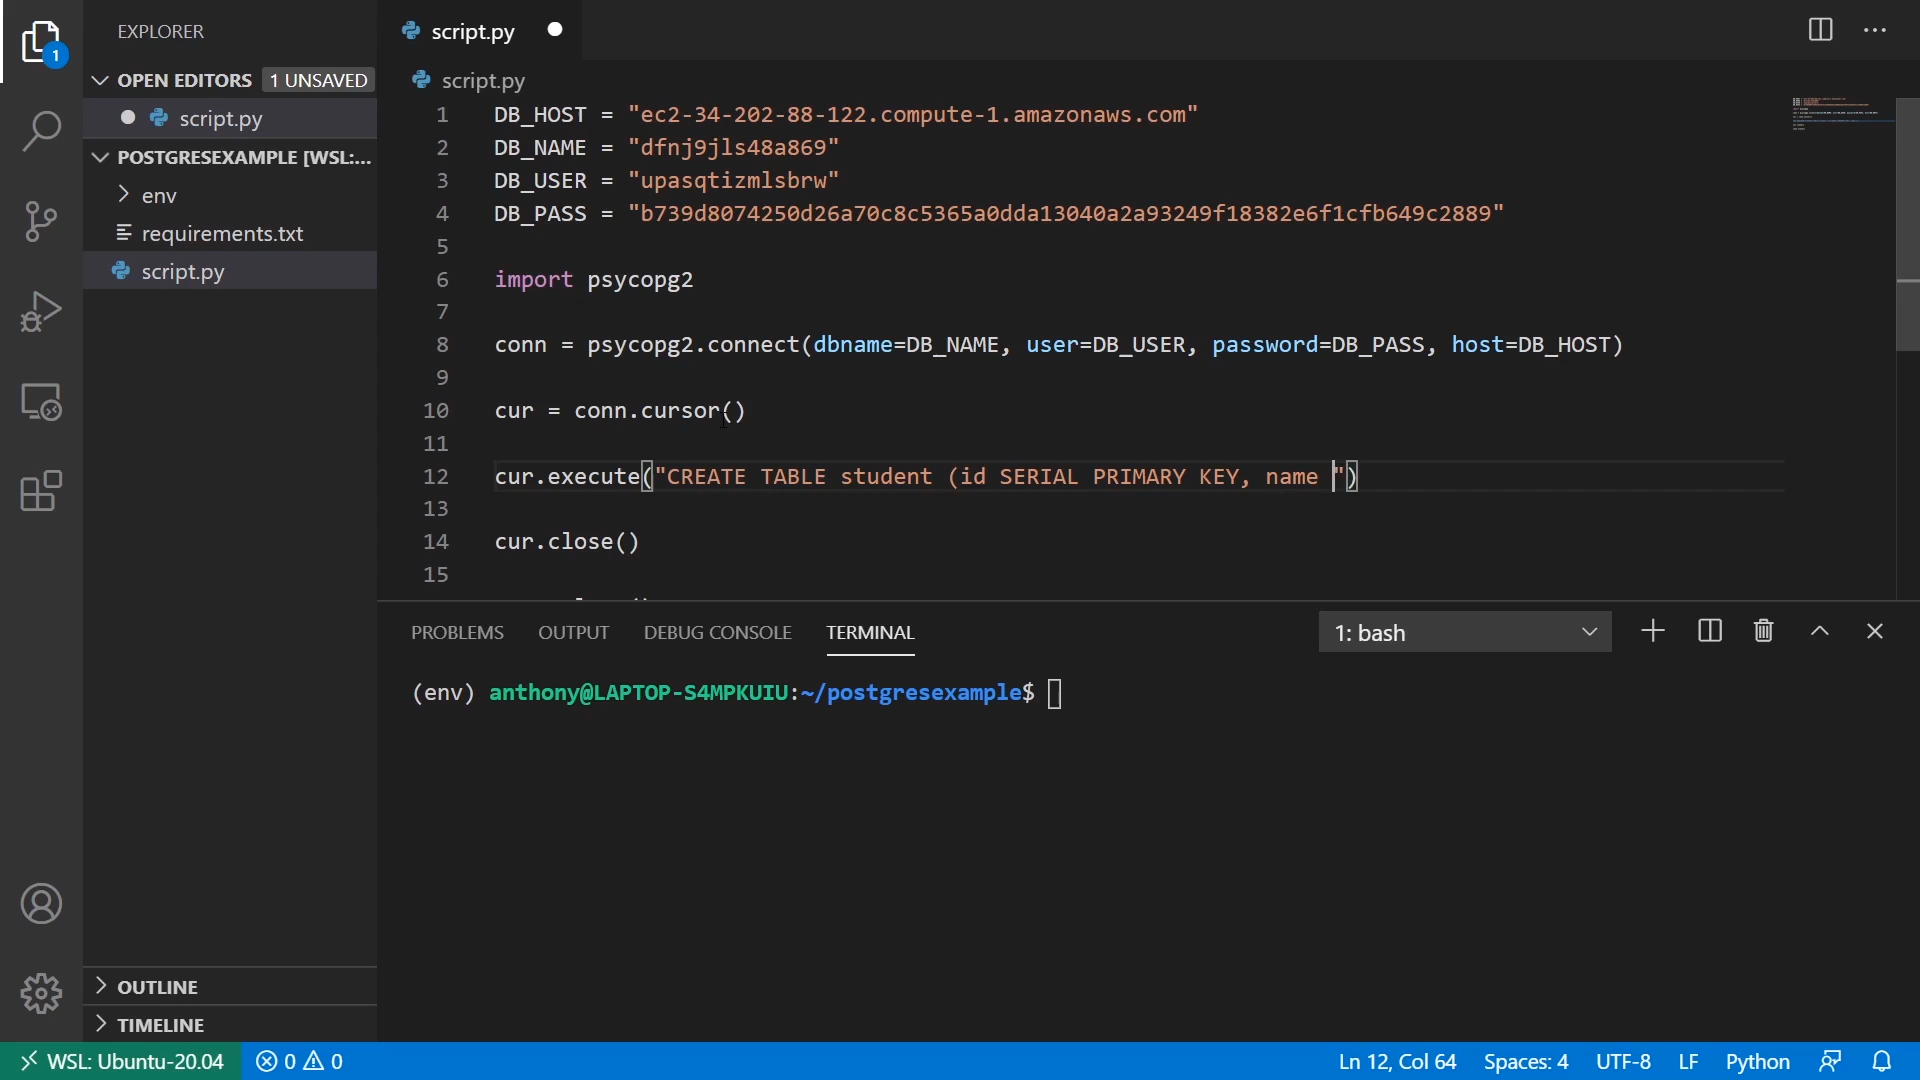 1
EXPLORER
OPEN EDITORS 1 UNSAVED
script.py
POSTGRESEXAMPLE [WSL:...
env
requirements.txt
script.py
OUTLINE
TIMELINE
script.py
script.py
1 DB_HOST = "ec2-34-202-88-122.compute-1.amazonaws.com"
2 DB_NAME = "dfnj9jls48a869"
3 DB_USER = "upasqtizmlsbrw"
4 DB_PASS = "b739d8074250d26a70c8c5365a0dda13040a2a93249f18382e6f1cfb649c2889"
5
6 import psycopg2
7
8 conn = psycopg2.connect(dbname=DB_NAME, user=DB_USER, password=DB_PASS, host=DB_HOST)
9
10 cur = conn.cursor()
11
12 cur.execute("CREATE TABLE student (id SERIAL PRIMARY KEY, name ")
13
14 cur.close()
15
PROBLEMS OUTPUT DEBUG CONSOLE TERMINAL 1: bash
(env) anthony@LAPTOP-S4MPKUIU:~/postgresexample$
WSL: Ubuntu-20.04 0 0 Ln 12, Col 64 Spaces: 4 UTF-8 LF Python